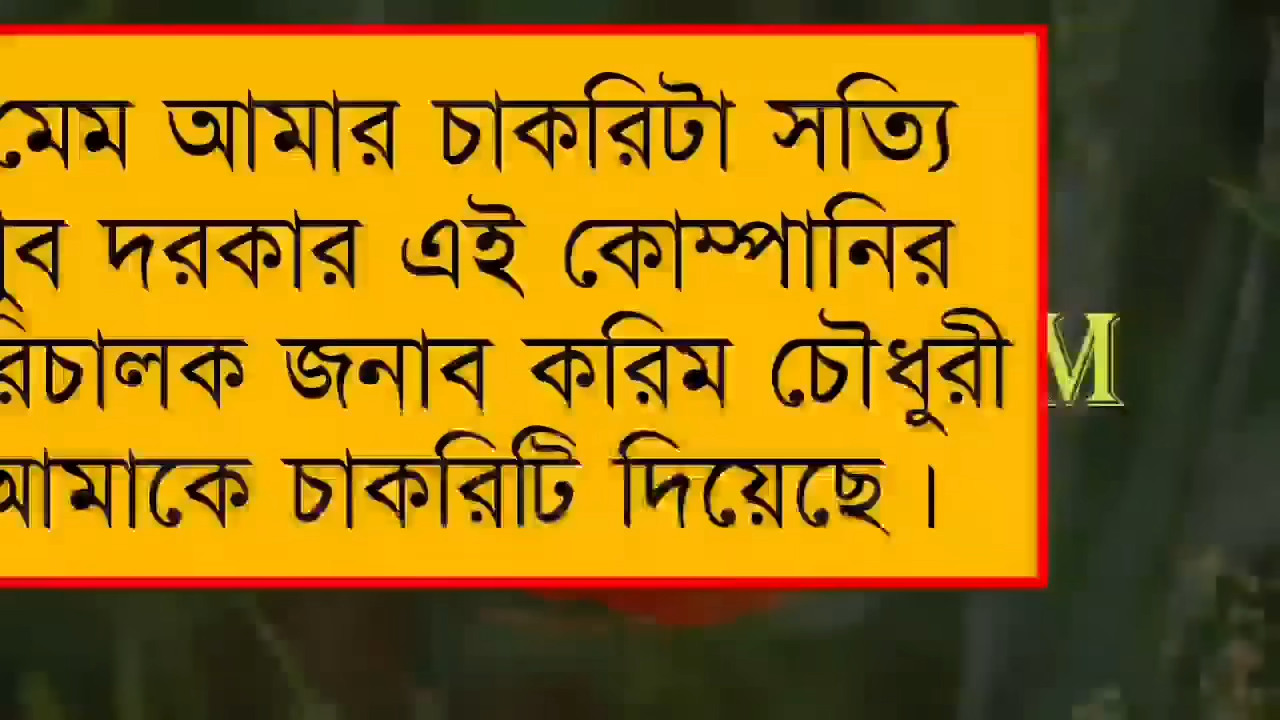 মেম আমার চাকরিটা সত্যি
দরকার এই কোম্পানির
জনাব করিম চৌধুরী
আমাকে চাকরিটি দিয়েছে।
M